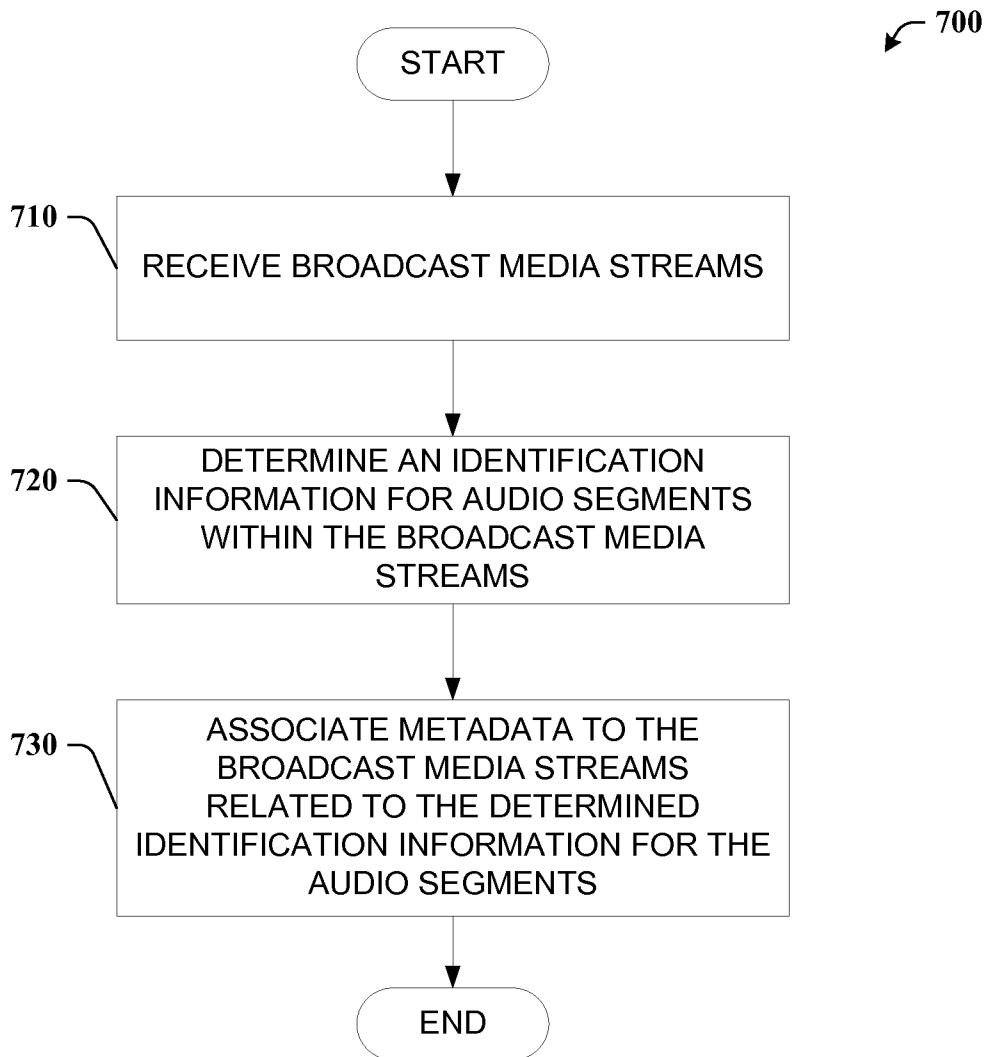 700
START
710
RECEIVE BROADCAST MEDIA STREAMS
720
DETERMINE AN IDENTIFICATION
INFORMATION FOR AUDIO SEGMENTS
WITHIN THE BROADCAST MEDIA
STREAMS
730
ASSOCIATE METADATA TO THE
BROADCAST MEDIA STREAMS
RELATED TO THE DETERMINED
IDENTIFICATION INFORMATION FOR THE
AUDIO SEGMENTS
END